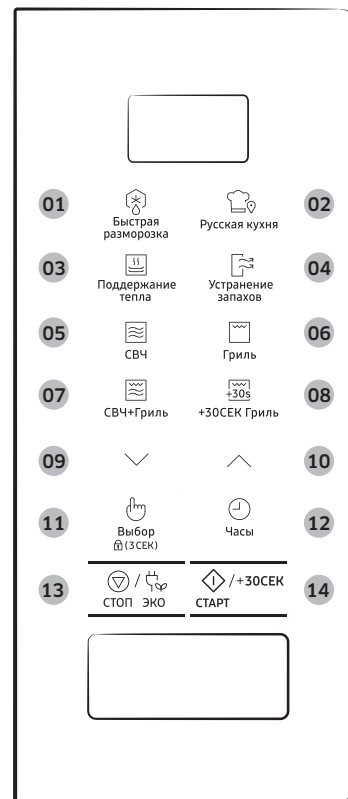 01
02
Быстрая
разморозка
Русская кухня
03
04
Поддержание
тепла
Устранение
запахов
05
06
СВЧ
Гриль
07
08
+30s
СВЧ+Гриль
+30СЕК Гриль
09
10
11
12
Выбор
(3СЕК)
Часы
13
14
/
/+30СЕК
СТОП ЭКО
СТАРТ